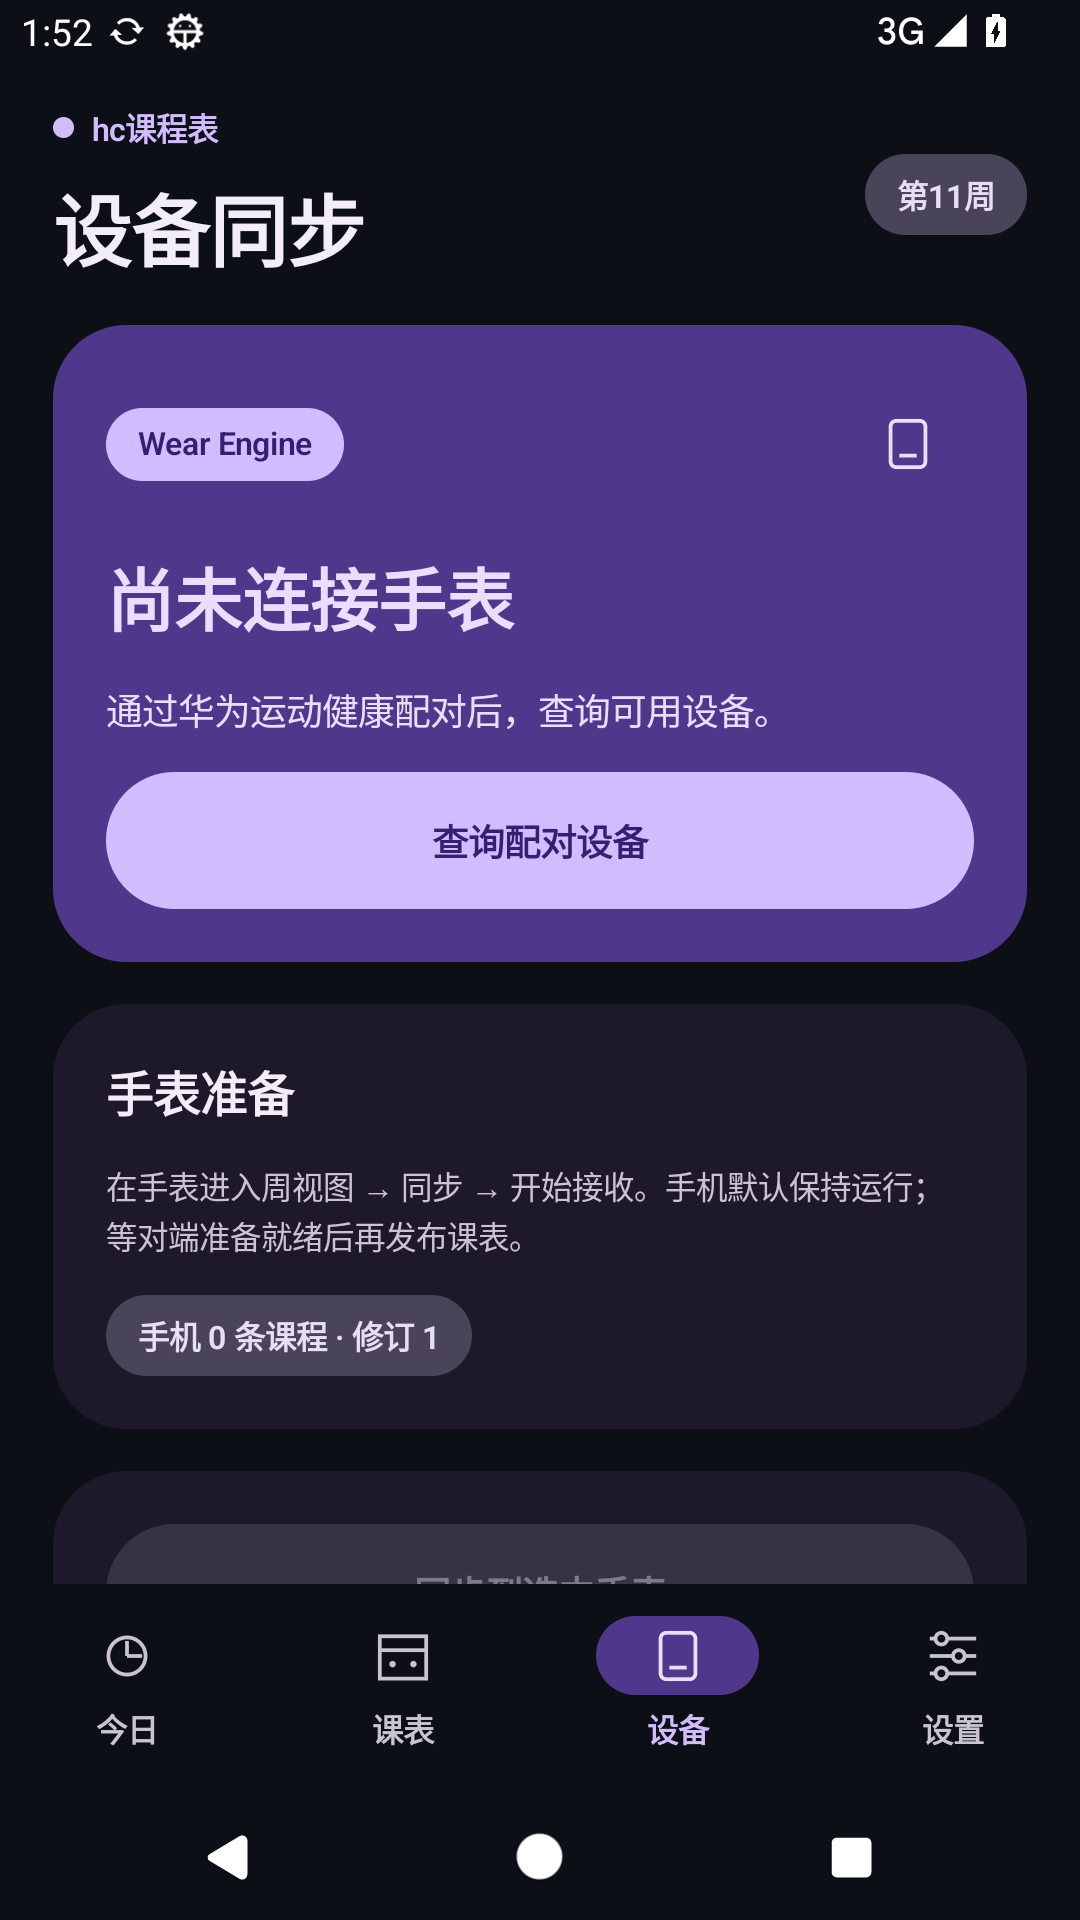 1:52
3G
hc课程表
设备同步
第11周
Wear Engine
尚未连接手表
通过华为运动健康配对后，查询可用设备。
查询配对设备
手表准备
在手表进入周视图 → 同步 → 开始接收。手机默认保持运行；
等对端准备就绪后再发布课表。
手机 0 条课程 · 修订 1
今日
课表
设备
设置